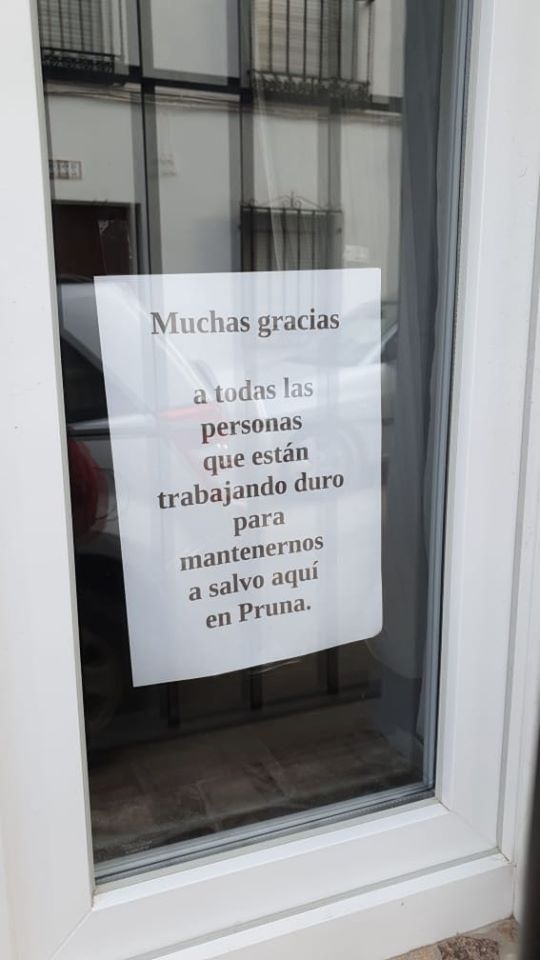 Muchas gracias
a todas las
personas
que están
trabajando duro
para
mantenernos
a salvo aquí
en Pruna.